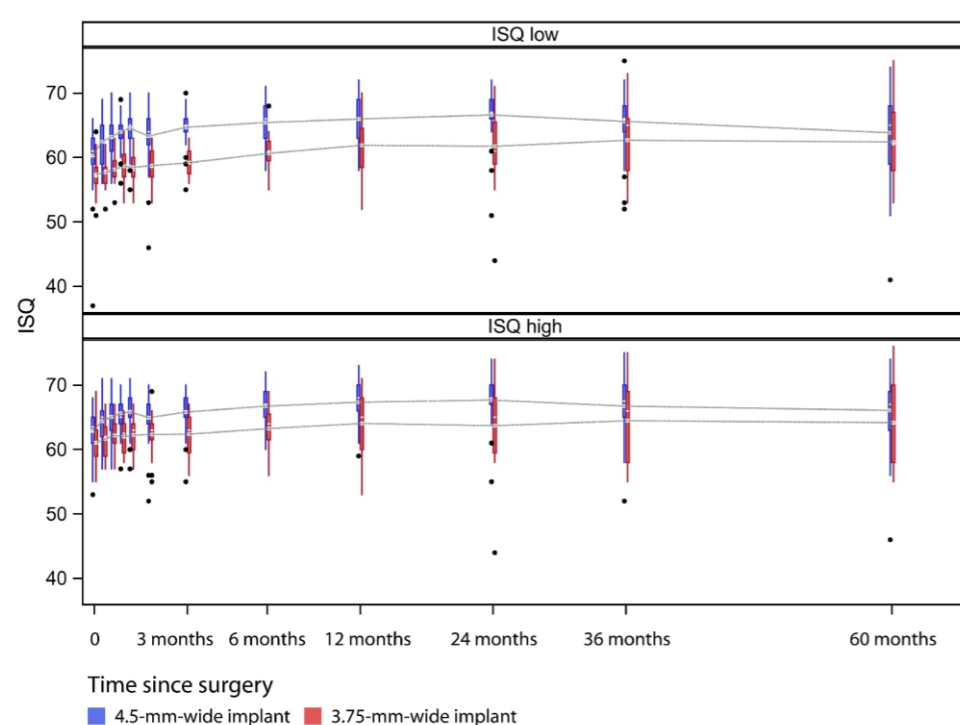 ISQ low
70
60
50
40
ISQ
ISQ high
70
60
50
40
0 3 months 6 months 12 months 24 months 36 months 60 months
Time since surgery
4.5-mm-wide implant 3.75-mm-wide implant